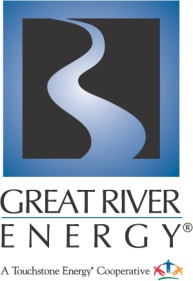 GREAT RIVER
ENERGY®
A Touchstone Energy® Cooperative